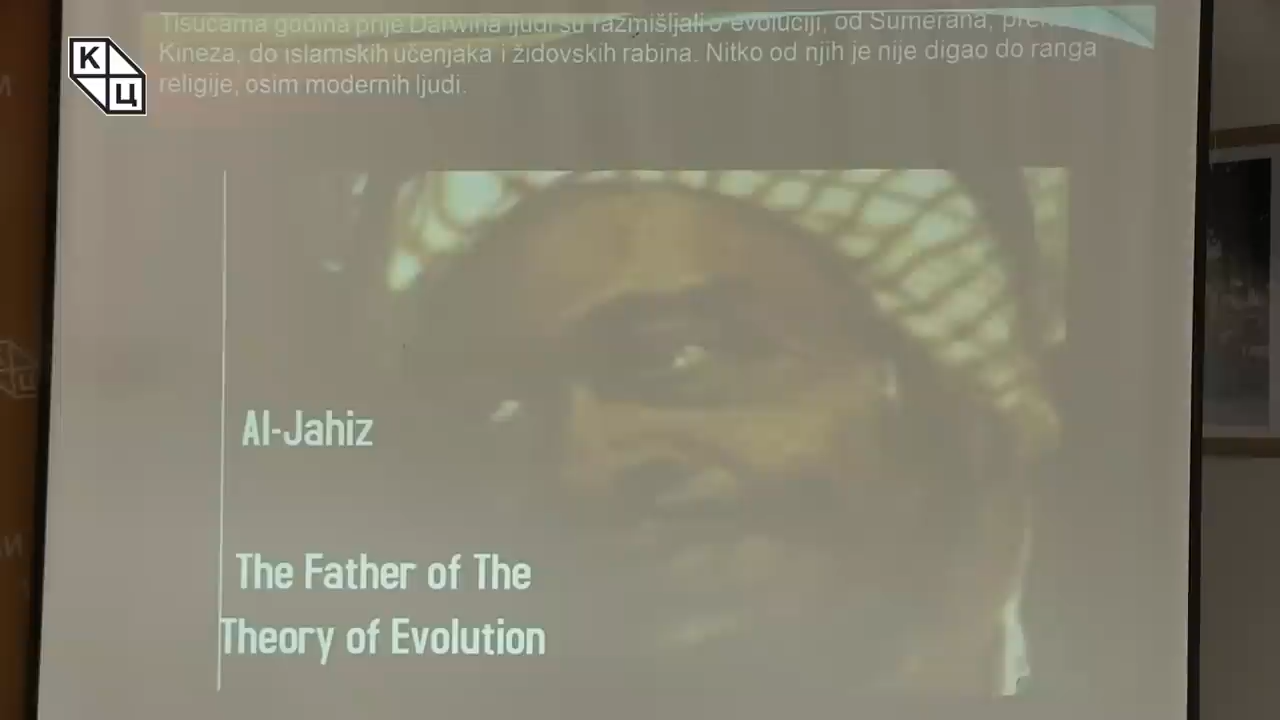 Tisućama godina prije Darwina ljudi su razmišljali o evoluciji, od Sumerana,
Kineza, do islamskih učenjaka i židovskih rabina. Nitko od njih je nije digao do ranga
religije, osim modernih ljudi.
К
Ц
Al-Jahiz
The Father of The
Theory of Evolution